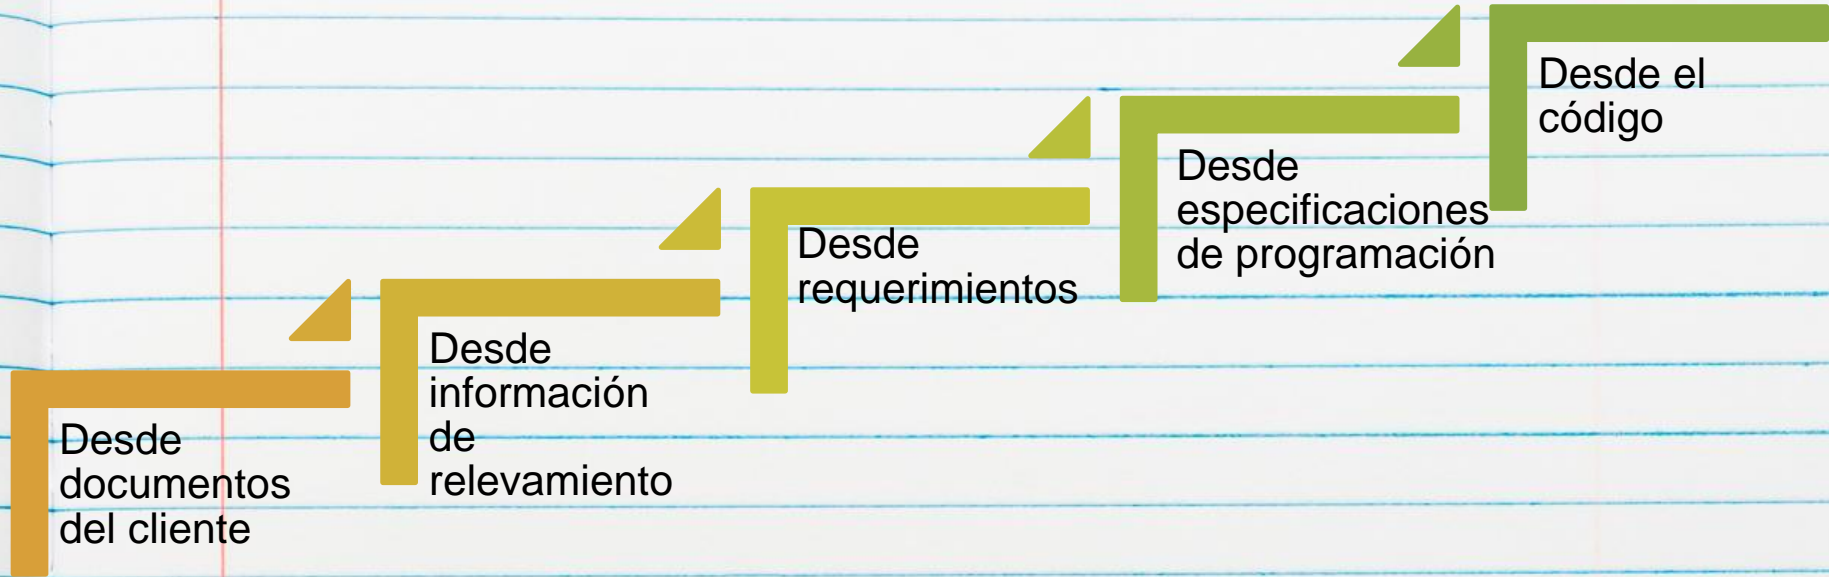 Desde
documentos
del cliente
Desde
información
de
relevamiento
Desde
requerimientos
Desde
especificaciones
de programación
Desde el
código